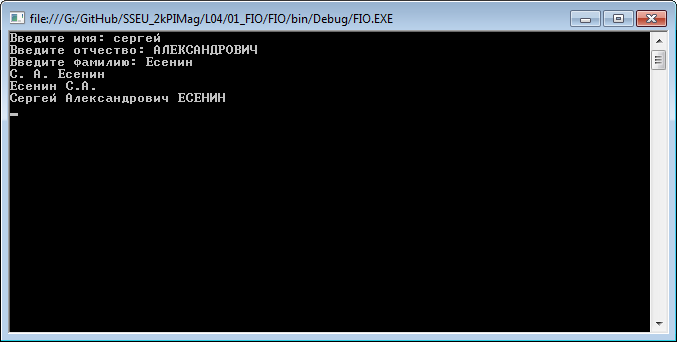 file:///G:/GitHub/SSEU_2kPIMag/L04/01_FIO/FIO/bin/Debug/FIO.EXE
Введите имя: сергей
Введите отчество: АЛЕКСАНДРОВИЧ
Введите фамилию: Есенин
С. А. Есенин
Есенин С.А.
Сергей Александрович ЕСЕНИН